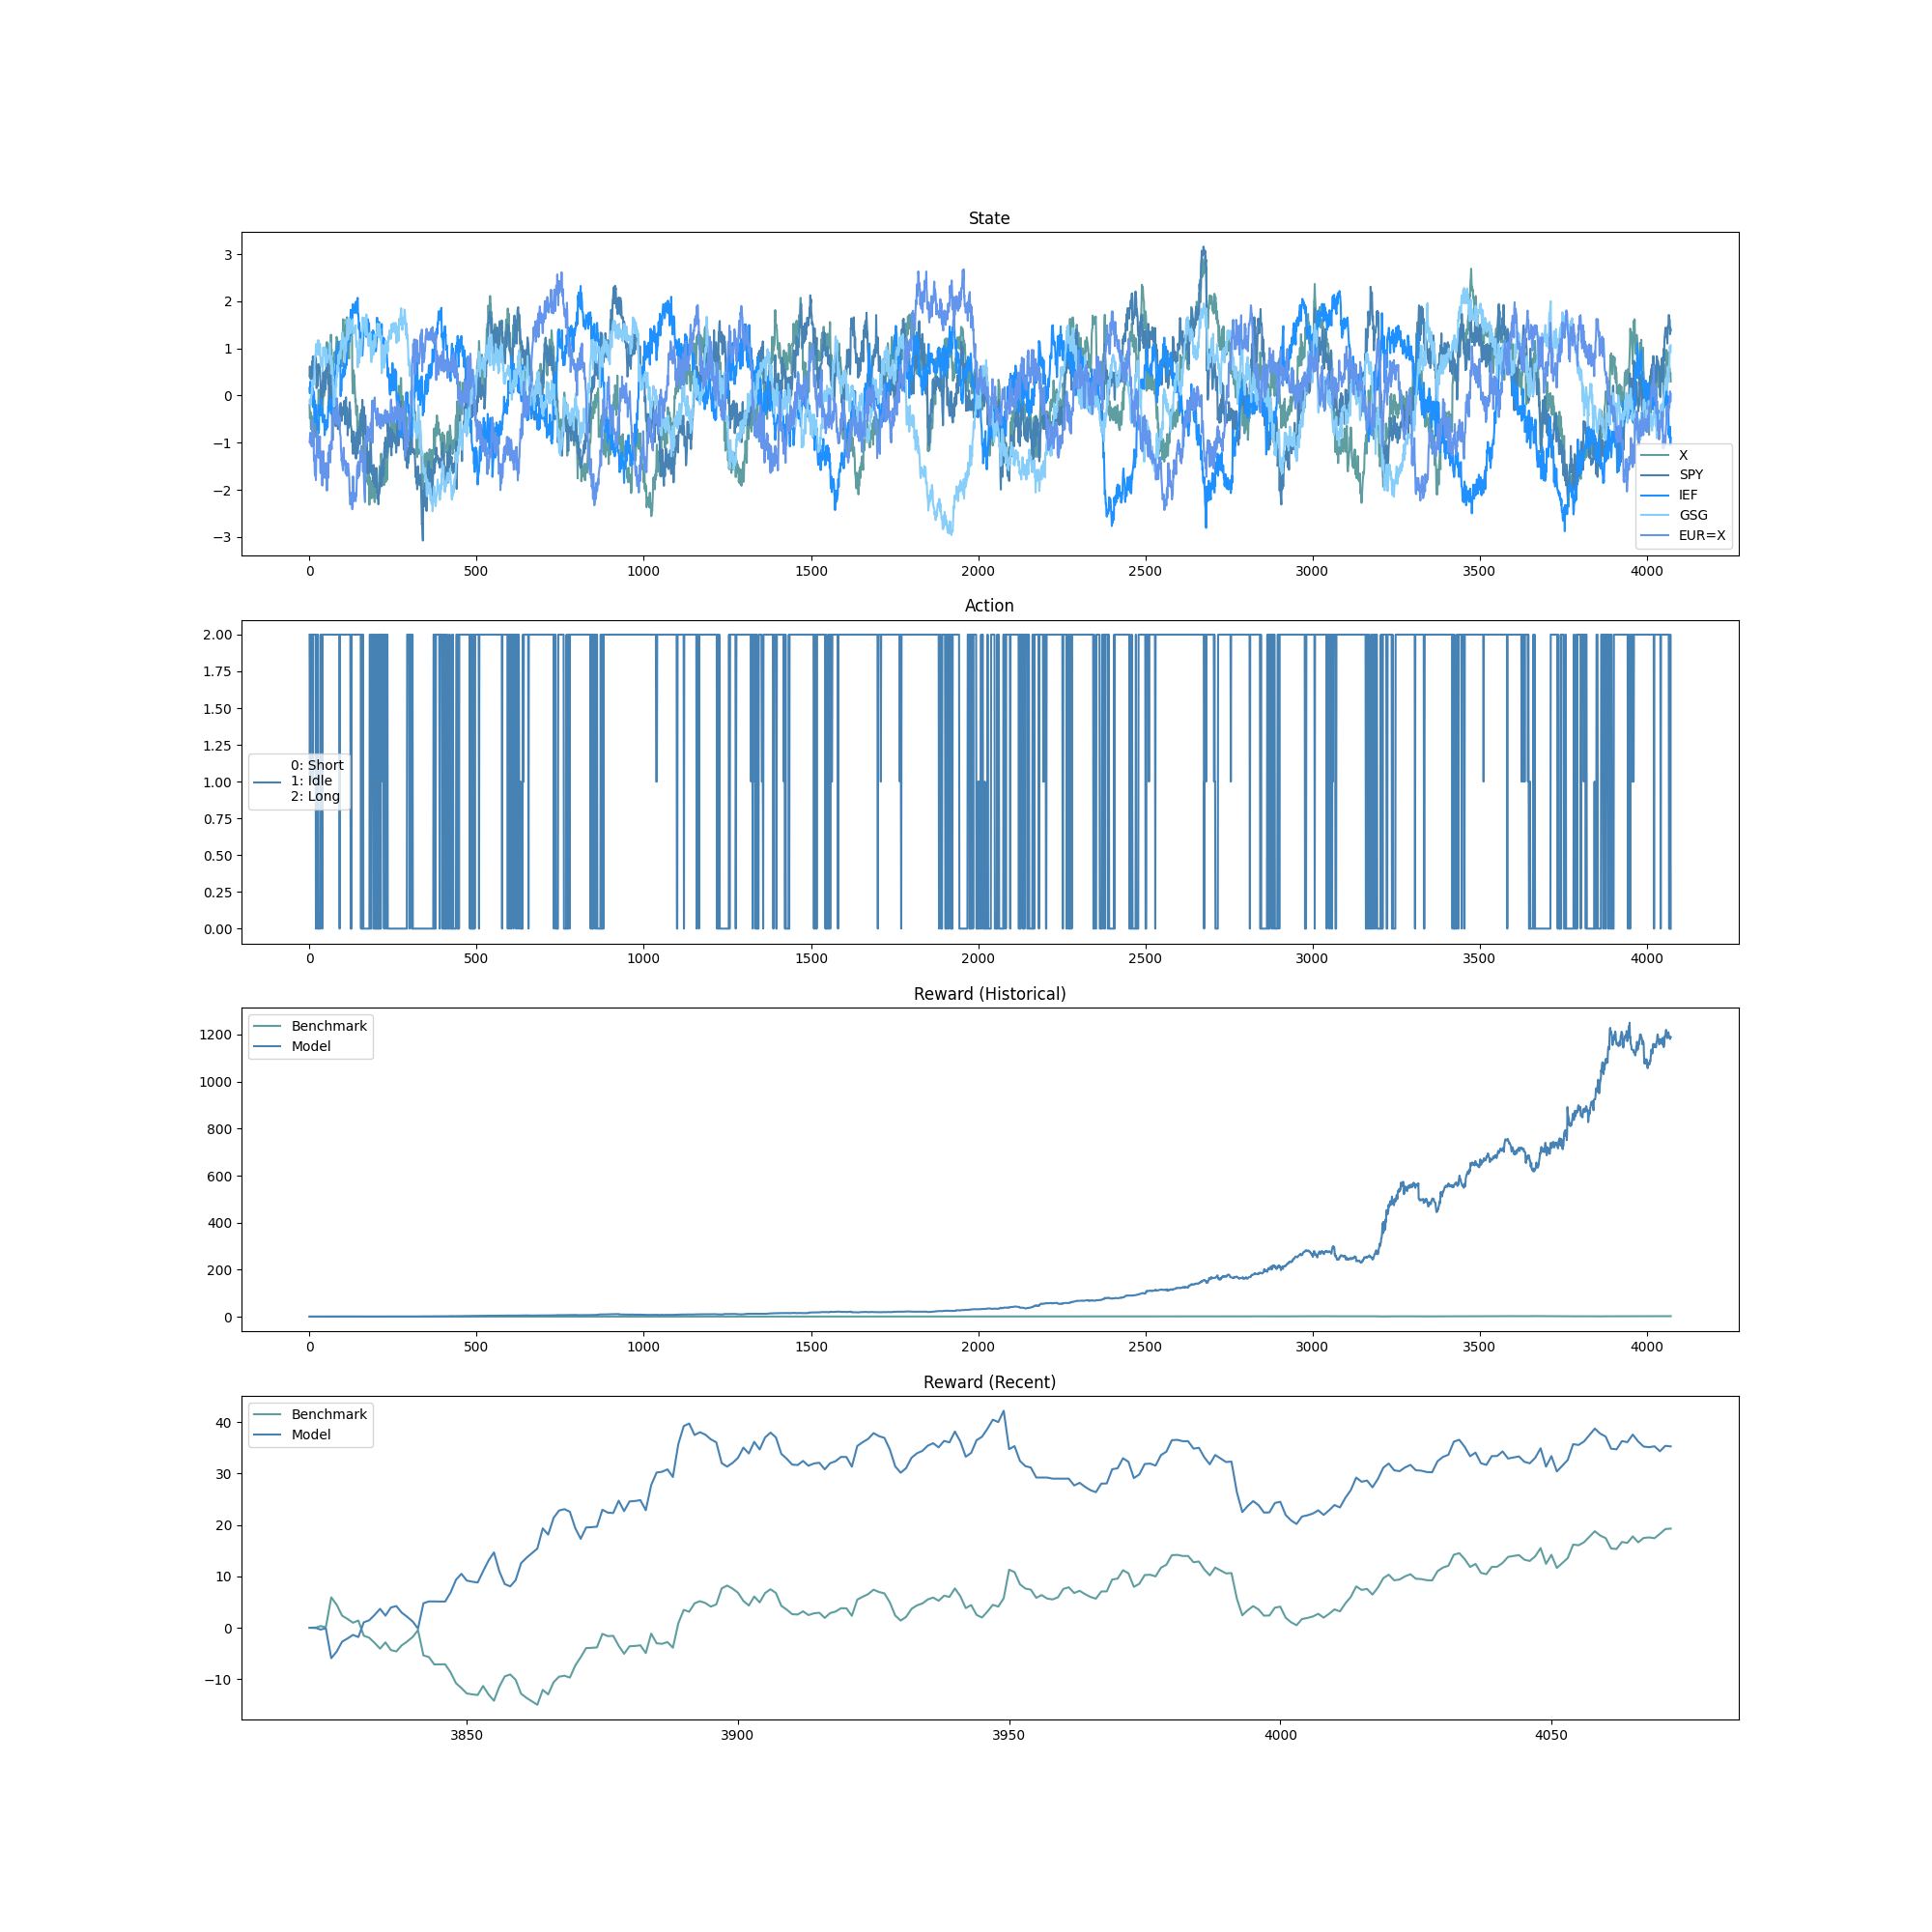 State
3
2
1
0
−1
−2
−3
X
SPY
IEF
GSG
EUR=X
0 500 1000 1500 2000 2500 3000 3500 4000
Action
2.00
1.75
1.50
1.25
1.00
0.75
0.50
0.25
0.00
0: Short
1: Idle
2: Long
0 500 1000 1500 2000 2500 3000 3500 4000
Reward (Historical)
Benchmark
Model
1200
1000
800
600
400
200
0
0 500 1000 1500 2000 2500 3000 3500 4000
Reward (Recent)
Benchmark
Model
40
30
20
10
0
−10
3850 3900 3950 4000 4050